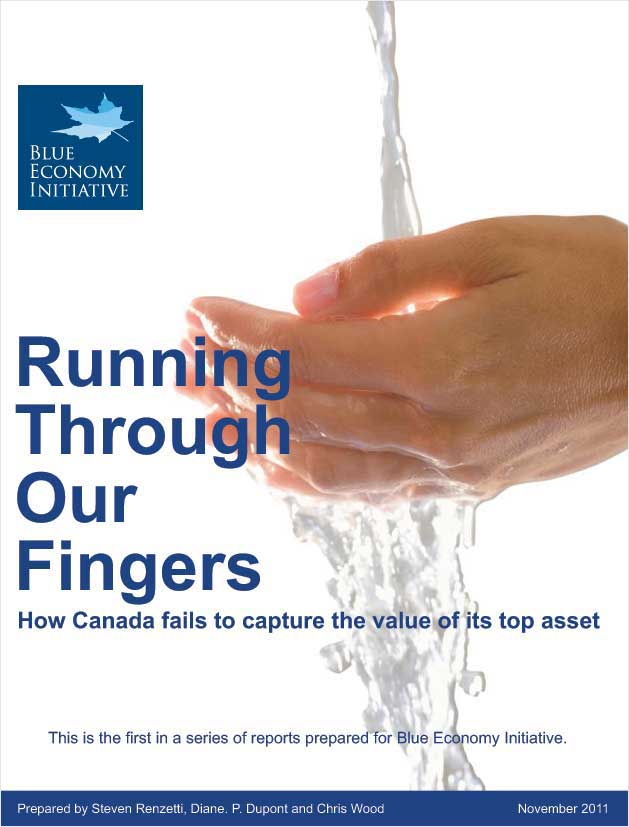 BLUE
ECONOMY
INITIATIVE
Running
Through
Our
Fingers
How Canada fails to capture the value of its top asset
This is the first in a series of reports prepared for Blue Economy Initiative.
Prepared by Steven Renzetti, Diane. P. Dupont and Chris Wood
November 2011